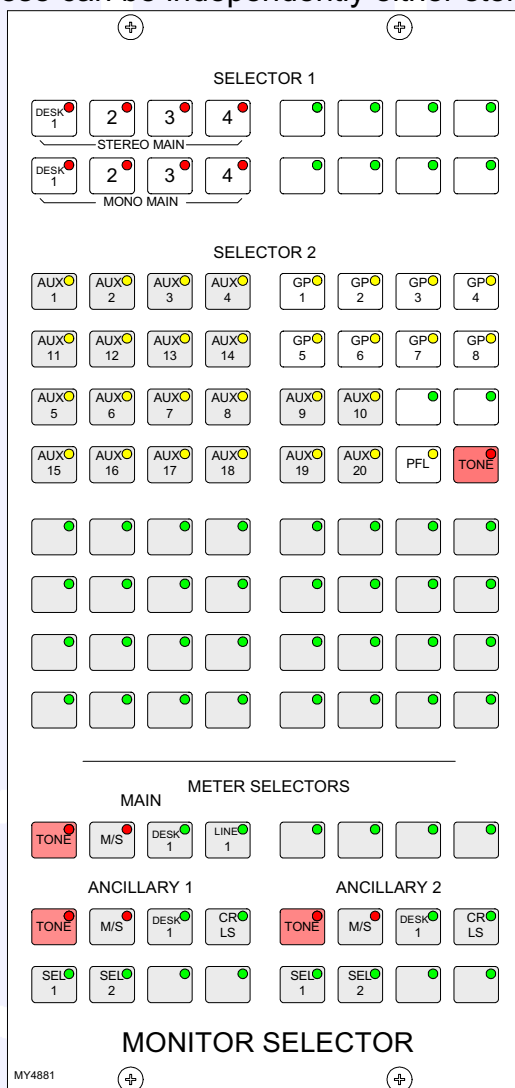 SELECTOR 1
DESK 1 2 3 4
STEREO MAIN
DESK 1 2 3 4
MONO MAIN
SELECTOR 2
AUX 1 AUX 2 AUX 3 AUX 4 GP 1 GP 2 GP 3 GP 4
AUX 11 AUX 12 AUX 13 AUX 14 GP 5 GP 6 GP 7 GP 8
AUX 5 AUX 6 AUX 7 AUX 8 AUX 9 AUX 10
AUX 15 AUX 16 AUX 17 AUX 18 AUX 19 AUX 20 PFL TONE
METER SELECTORS
MAIN
TONE M/S DESK 1 LINE 1
ANCILLARY 1 ANCILLARY 2
TONE M/S DESK 1 CR LS TONE M/S DESK 1 CR LS
SEL 1 SEL 2 SEL 1 SEL 2
MONITOR SELECTOR
MY4881